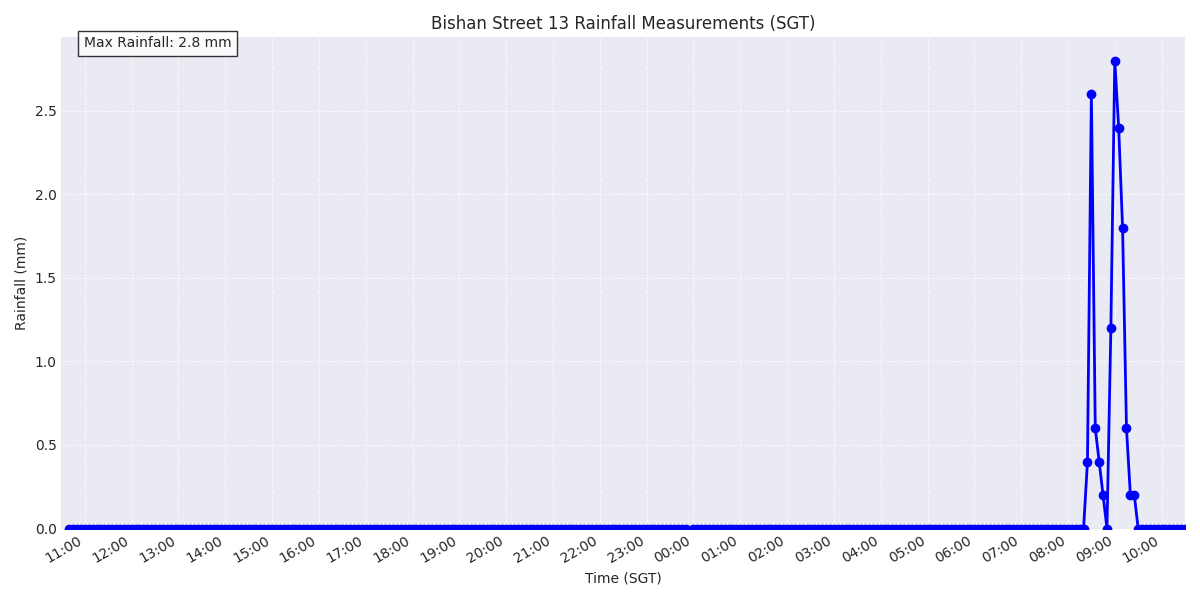 Bishan Street 13 Rainfall Measurements (SGT)
Max Rainfall: 2.8 mm
Rainfall (mm)
2.5
2.0
1.5
1.0
0.5
0.0
11:00 12:00 13:00 14:00 15:00 16:00 17:00 18:00 19:00 20:00 21:00 22:00 23:00 00:00 01:00 02:00 03:00 04:00 05:00 06:00 07:00 08:00 09:00 10:00
Time (SGT)